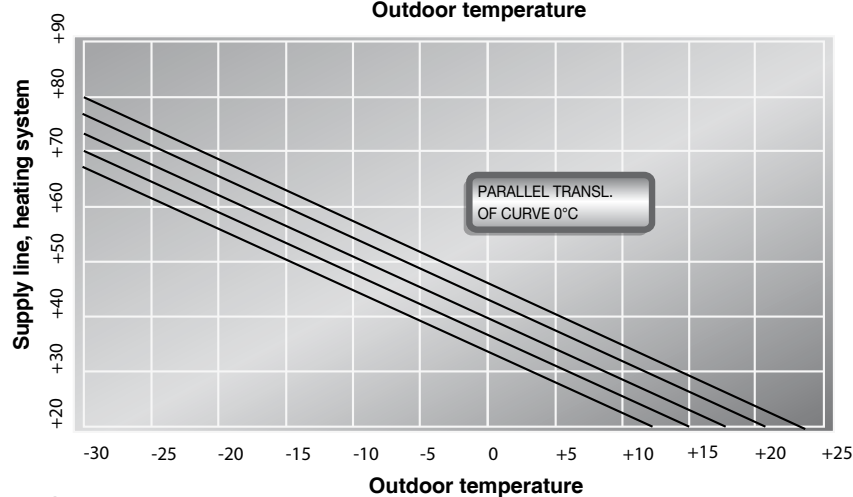 Outdoor temperature
Supply line, heating system
+90
+80
+70
+60
+50
+40
+30
+20
PARALLEL TRANSL.
OF CURVE 0°C
-30 -25 -20 -15 -10 -5 0 +5 +10 +15 +20 +25
Outdoor temperature